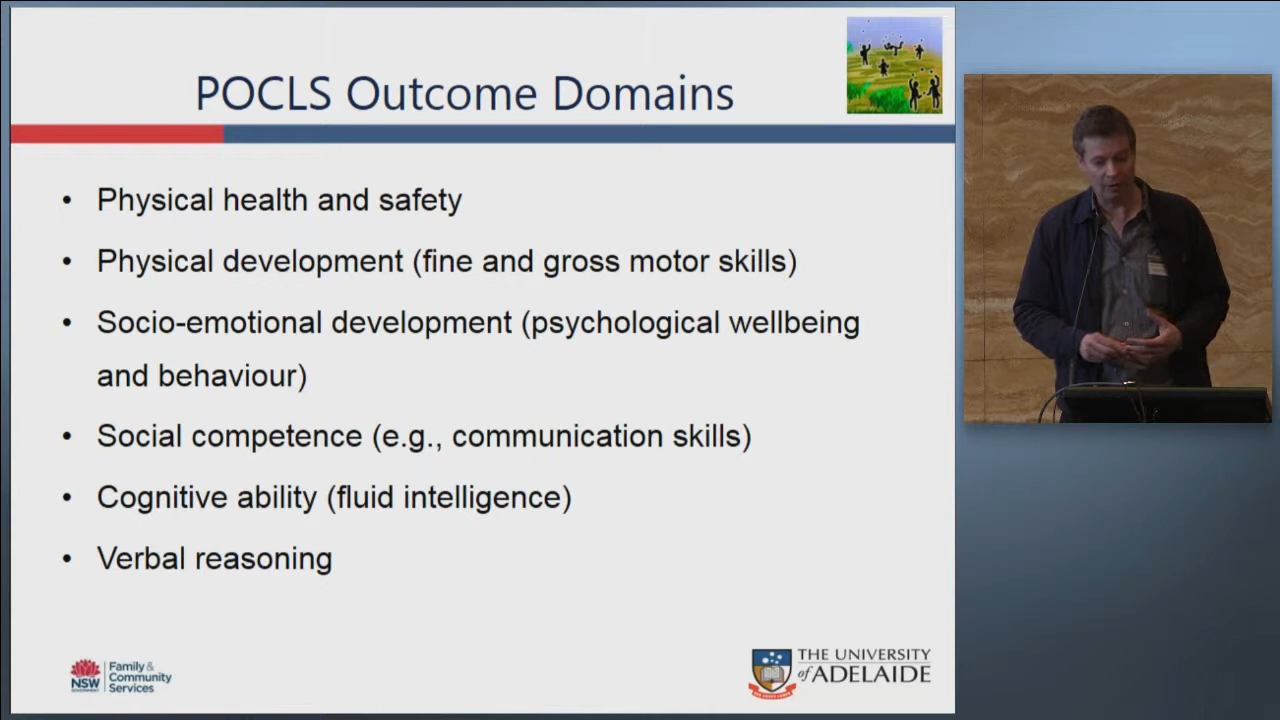 POCLS Outcome Domains
• Physical health and safety
• Physical development (fine and gross motor skills)
• Socio-emotional development (psychological wellbeing
and behaviour)
• Social competence (e.g., communication skills)
• Cognitive ability (fluid intelligence)
• Verbal reasoning
NSW
GOVERNMENT
Family &
Community
Services
THE UNIVERSITY
of ADELAIDE